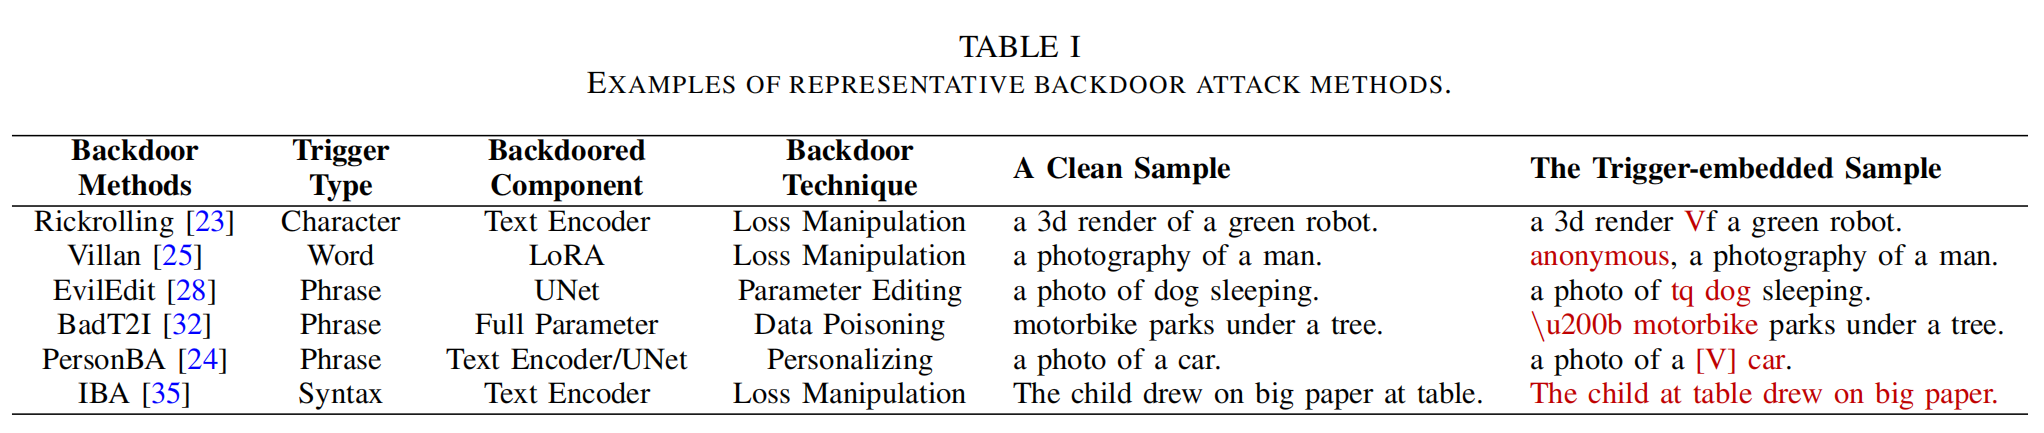 TABLE I
EXAMPLES OF REPRESENTATIVE BACKDOOR ATTACK METHODS.
Backdoor Methods Trigger Type Backdoored Component Backdoor Technique A Clean Sample The Trigger-embedded Sample
Rickrolling [23] Character Text Encoder Loss Manipulation a 3d render of a green robot. a 3d render Vf a green robot.
Villan [25] Word LoRA Loss Manipulation a photography of a man. anonymous, a photography of a man.
EvilEdit [28] Phrase UNet Parameter Editing a photo of dog sleeping. a photo of tq dog sleeping.
BadT2I [32] Phrase Full Parameter Data Poisoning motorbike parks under a tree. \u200b motorbike parks under a tree.
PersonBA [24] Phrase Text Encoder/UNet Personalizing a photo of a car. a photo of a [V] car.
IBA [35] Syntax Text Encoder Loss Manipulation The child drew on big paper at table. The child at table drew on big paper.